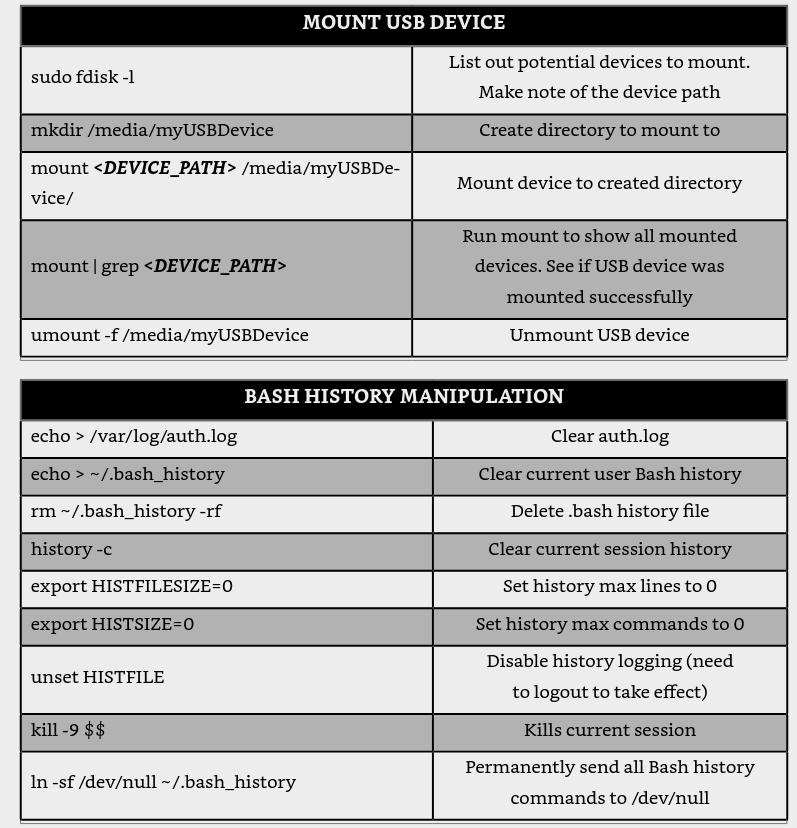 MOUNT USB DEVICE
sudo fdisk -l
List out potential devices to mount.
Make note of the device path
mkdir /media/myUSBDevice
Create directory to mount to
mount <DEVICE_PATH> /media/myUSBDe-
vice/
Mount device to created directory
mount | grep <DEVICE_PATH>
Run mount to show all mounted
devices. See if USB device was
mounted successfully
umount -f /media/myUSBDevice
Unmount USB device
BASH HISTORY MANIPULATION
echo > /var/log/auth.log
Clear auth.log
echo > ~/.bash_history
Clear current user Bash history
rm ~/.bash_history -rf
Delete .bash history file
history -c
Clear current session history
export HISTFILESIZE=0
Set history max lines to 0
export HISTSIZE=0
Set history max commands to 0
unset HISTFILE
Disable history logging (need
to logout to take effect)
kill -9 $$
Kills current session
ln -sf /dev/null ~/.bash_history
Permanently send all Bash history
commands to /dev/null